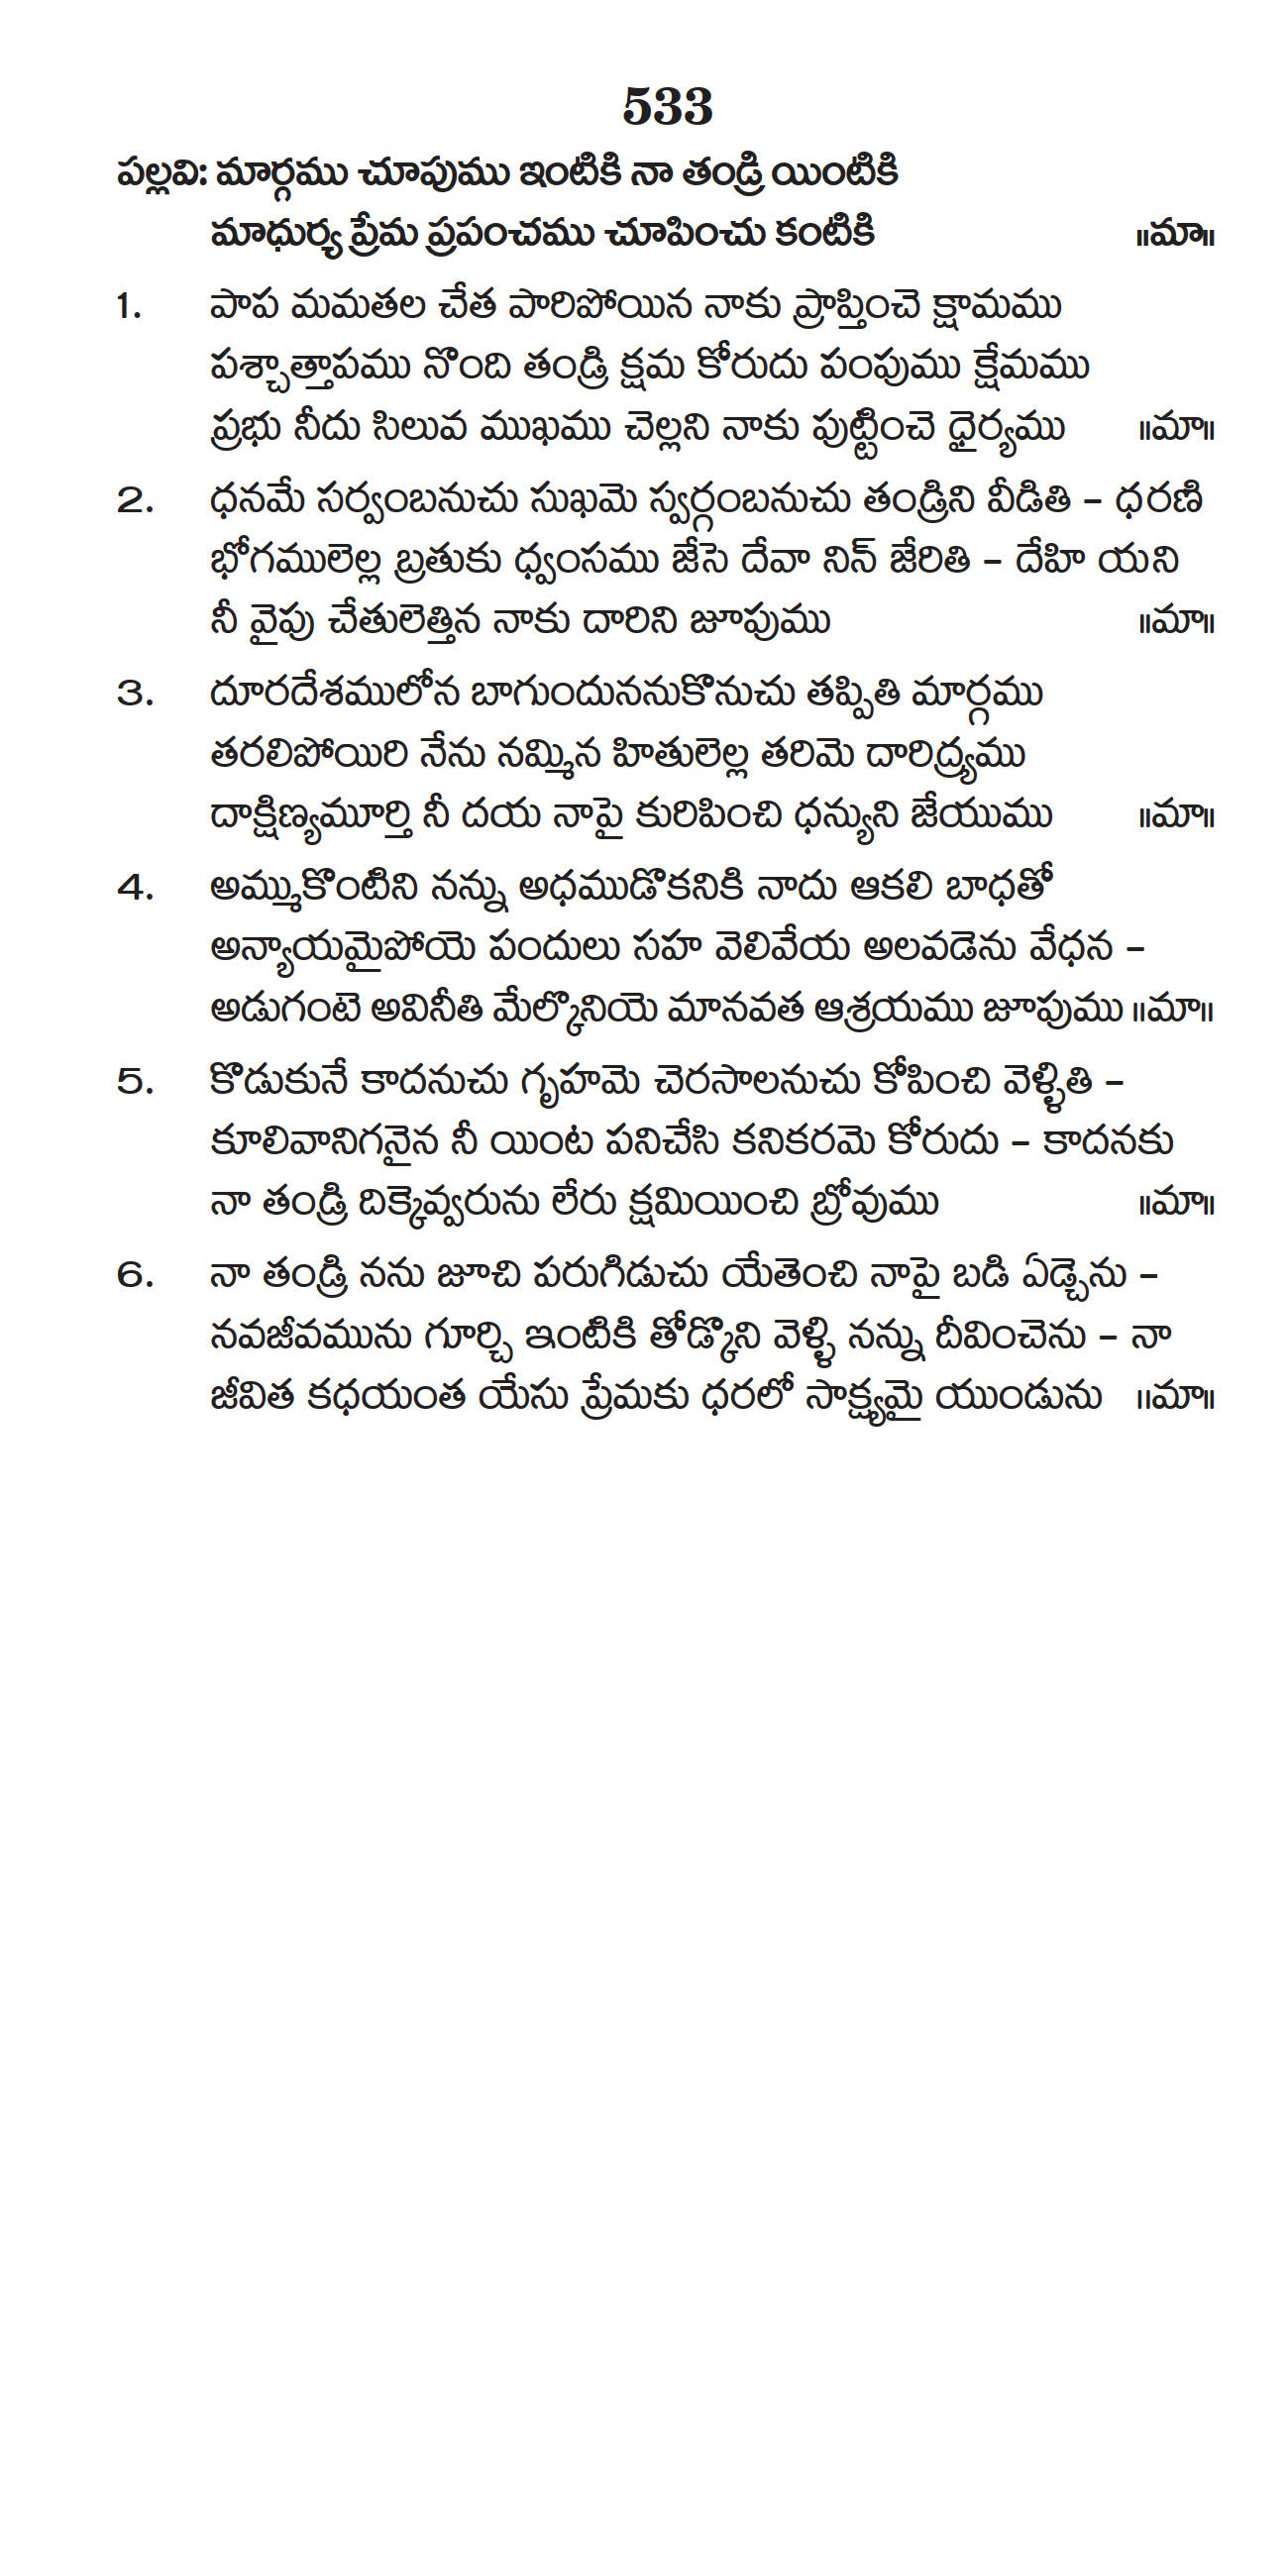 533
పల్లవి: మార్గము చూపుము ఇంటికి నా తండ్రి యింటికి
మాధుర్య ప్రేమ ప్రపంచము చూపించు కంటికి ॥మా॥
1. పాప మమతల చేత పారిపోయిన నాకు ప్రాప్తించె క్షామము
పశ్చాత్తాపము నొంది తండ్రి క్షమ కోరుదు పంపుము క్షేమము
ప్రభు నీదు సిలువ ముఖము చెల్లని నాకు పుట్టించె ధైర్యము ॥మా॥
2. ధనమే సర్వంబనుచు సుఖమె స్వర్గంబనుచు తండ్రిని వీడితి – ధరణి
భోగములెల్ల బ్రతుకు ధ్వంసము జేసె దేవా నిన్ జేరితి – దేహి యని
నీ వైపు చేతులెత్తిన నాకు దారిని జూపుము ॥మా॥
3. దూరదేశములోన బాగుందుననుకొనుచు తప్పితి మార్గము
తరలిపోయిరి నేను నమ్మిన హితులెల్ల తరిమె దారిద్ర్యము
దాక్షిణ్యమూర్తి నీ దయ నాపై కురిపించి ధన్యుని జేయుము ॥మా॥
4. అమ్ముకొంటిని నన్ను అధముడొకనికి నాదు ఆకలి బాధతో
అన్యాయమైపోయె పందులు సహ వెలివేయ అలవడెను వేధన –
అడుగంటె అవినీతి మేల్కొనియె మానవత ఆశ్రయము జూపుము ॥మా॥
5. కొడుకునే కాదనుచు గృహమె చెరసాలనుచు కోపించి వెళ్ళితి –
కూలివానిగనైన నీ యింట పనిచేసి కనికరమె కోరుదు – కాదనకు
నా తండ్రి దిక్కెవ్వరును లేరు క్షమియించి బ్రోవుము ॥మా॥
6. నా తండ్రి నను జూచి పరుగిడుచు యేతెంచి నాపై బడి ఏడ్చెను –
నవజీవమును గూర్చి ఇంటికి తోడ్కొని వెళ్ళి నన్ను దీవించెను – నా
జీవిత కధయంత యేసు ప్రేమకు ధరలో సాక్ష్యమై యుండును ॥మా॥